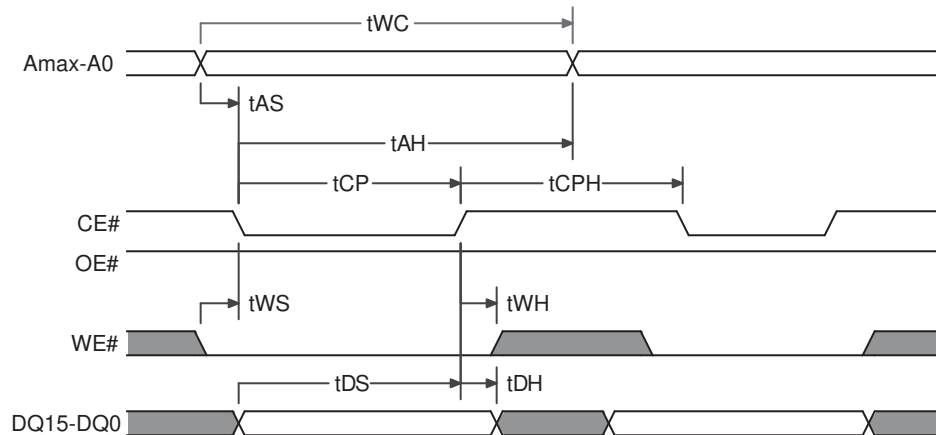 tWC
Amax-A0
tAS
tAH
tCP tCPH
CE#
OE#
tWS tWH
WE#
tDS tDH
DQ15-DQ0